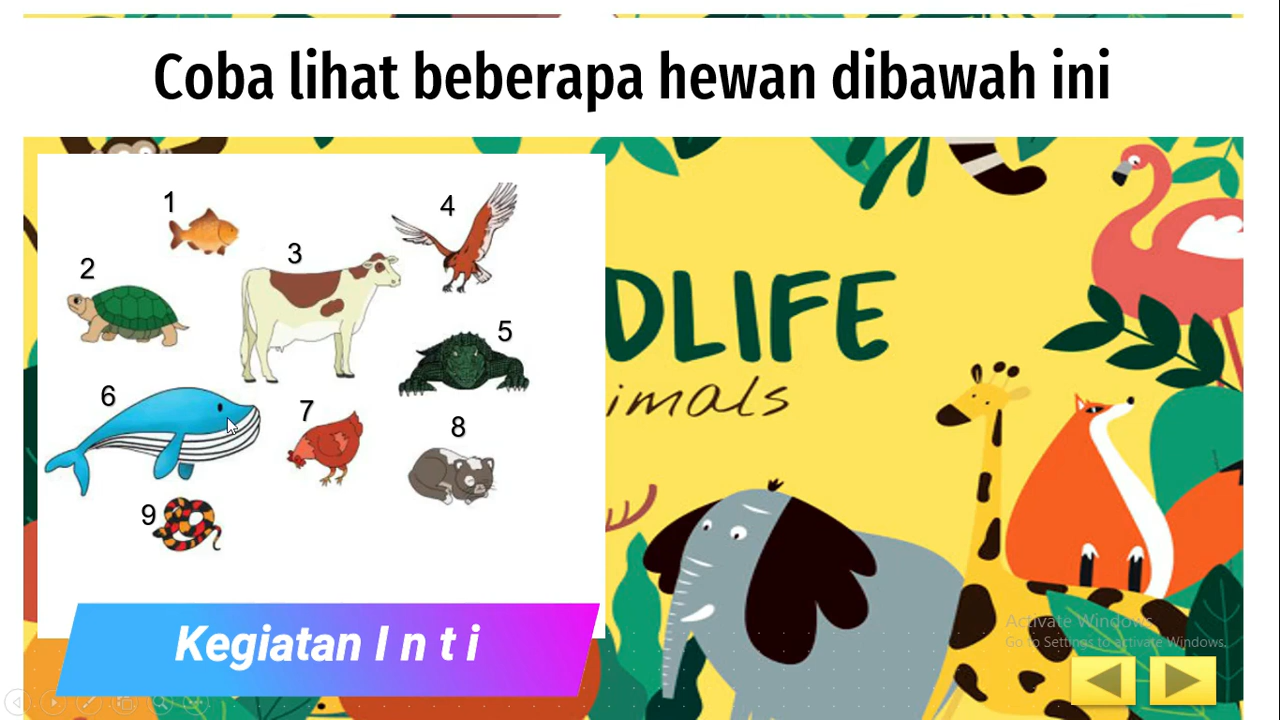 Coba lihat beberapa hewan dibawah ini
DLIFE
imals
1
4
3
2
5
6
7
8
9
Kegiatan I n t i
Activate Windows
Go to Settings to activate Windows.